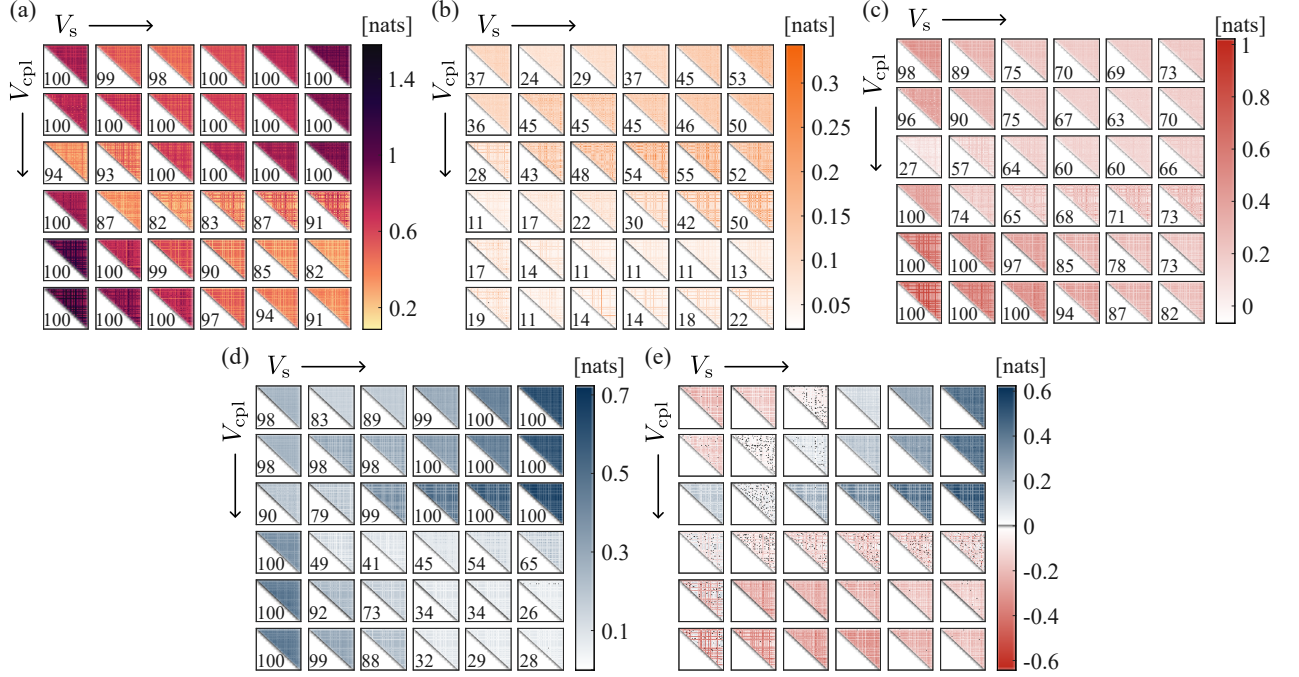 (a)
V_s
[nats]
V_cpl
100 99 98 100 100 100
100 100 100 100 100 100
94 93 100 100 100 100
100 87 82 83 87 91
100 100 99 90 85 82
100 100 100 97 94 91
1.4
1
0.6
0.2
(b)
V_s
[nats]
V_cpl
37 24 29 37 45 53
36 45 45 45 46 50
28 43 48 54 55 52
11 17 22 30 42 50
17 14 11 11 11 13
19 11 14 14 18 22
0.3
0.25
0.2
0.15
0.1
0.05
(c)
V_s
[nats]
V_cpl
98 89 75 70 69 73
96 90 75 67 63 70
27 57 64 60 60 66
100 74 65 68 71 73
100 100 97 85 78 73
100 100 100 94 87 82
1
0.8
0.6
0.4
0.2
0
(d)
V_s
[nats]
V_cpl
98 83 89 99 100 100
98 98 98 100 100 100
90 79 99 100 100 100
100 49 41 45 54 65
100 92 73 34 34 26
100 99 88 32 29 28
0.7
0.5
0.3
0.1
(e)
V_s
[nats]
V_cpl
0.6
0.4
0.2
0
-0.2
-0.4
-0.6